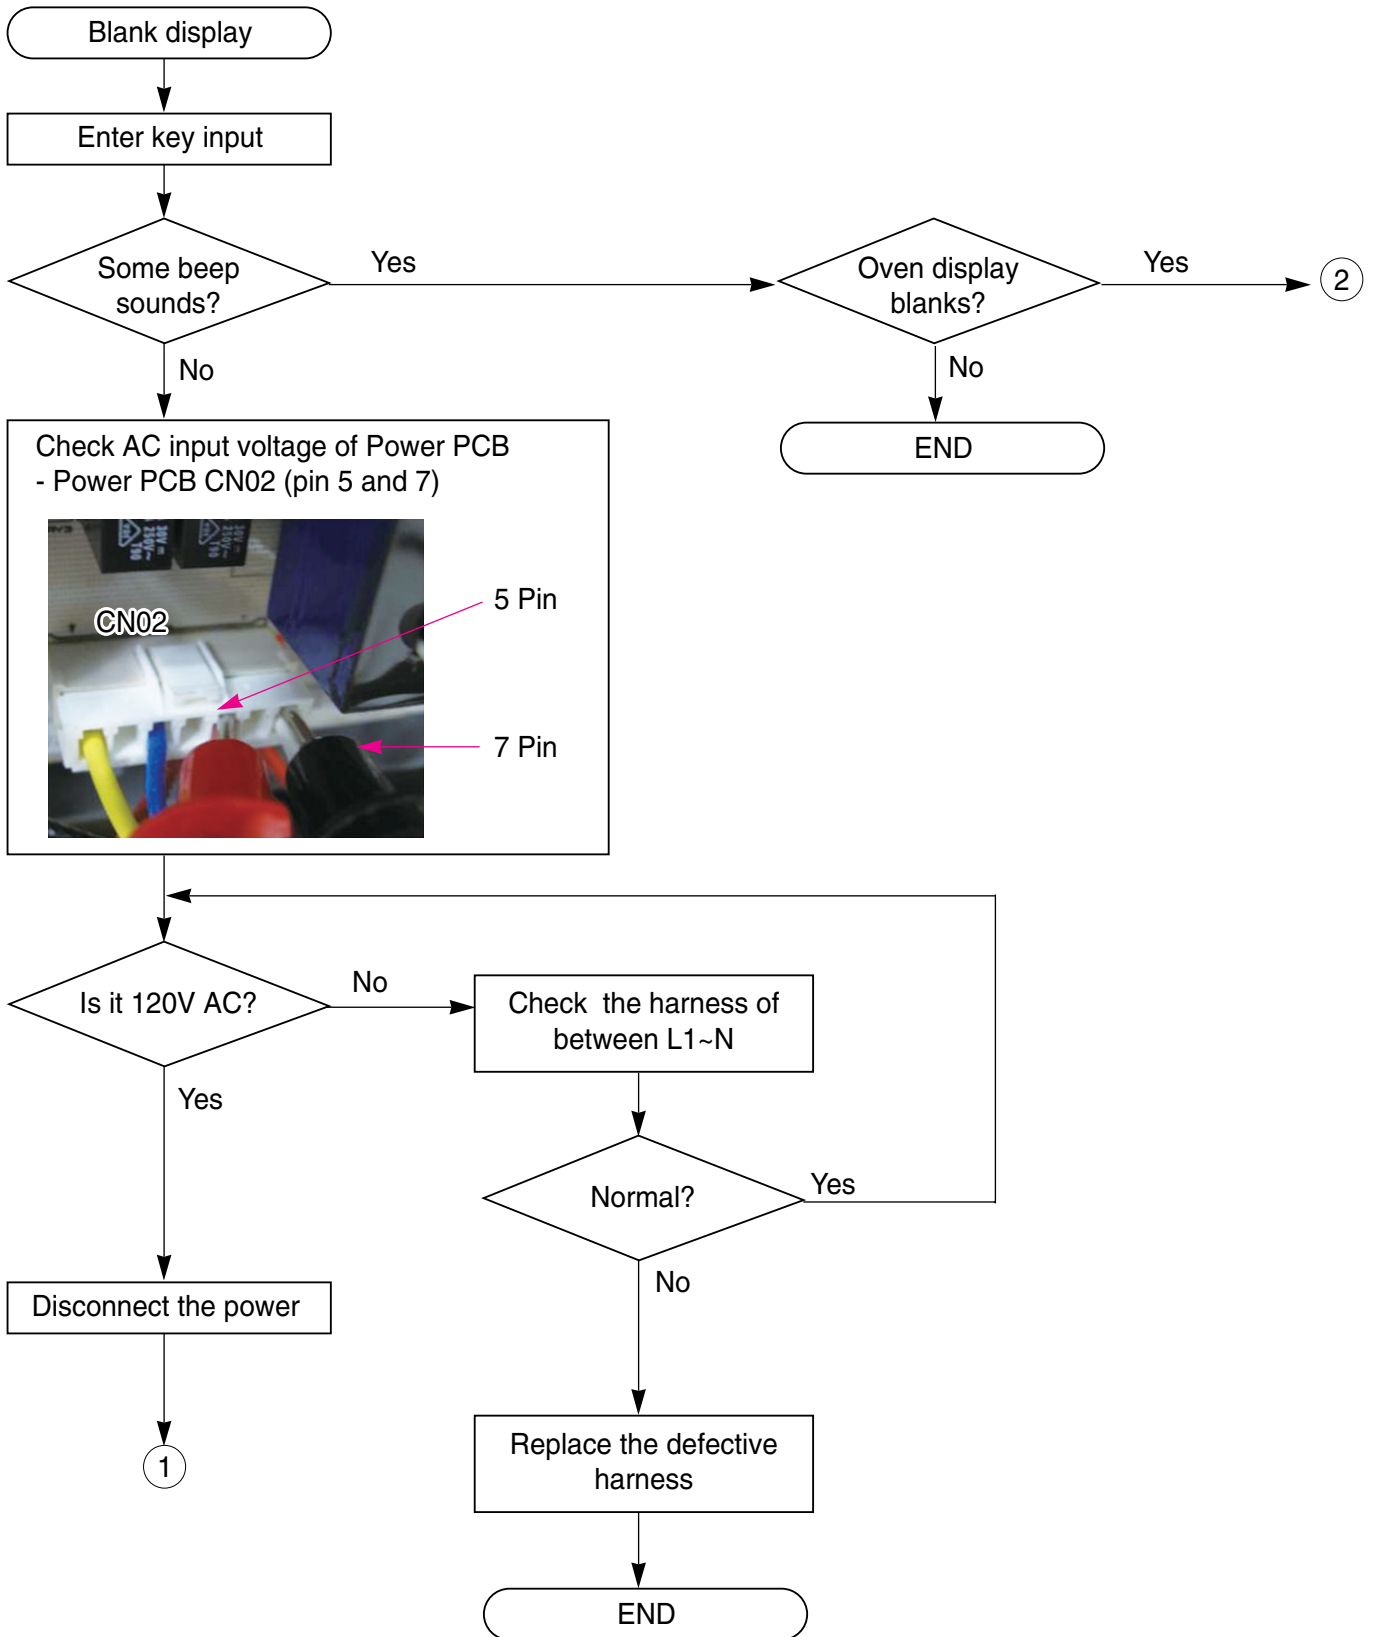 Blank display
Enter key input
Some beep
sounds?
Yes
Oven display
blanks?
Yes
2
No
No
END
Check AC input voltage of Power PCB
- Power PCB CN02 (pin 5 and 7)
CN02
5 Pin
7 Pin
Is it 120V AC?
No
Check  the harness of
between L1~N
Yes
Normal?
Yes
No
Disconnect the power
1
Replace the defective
harness
END